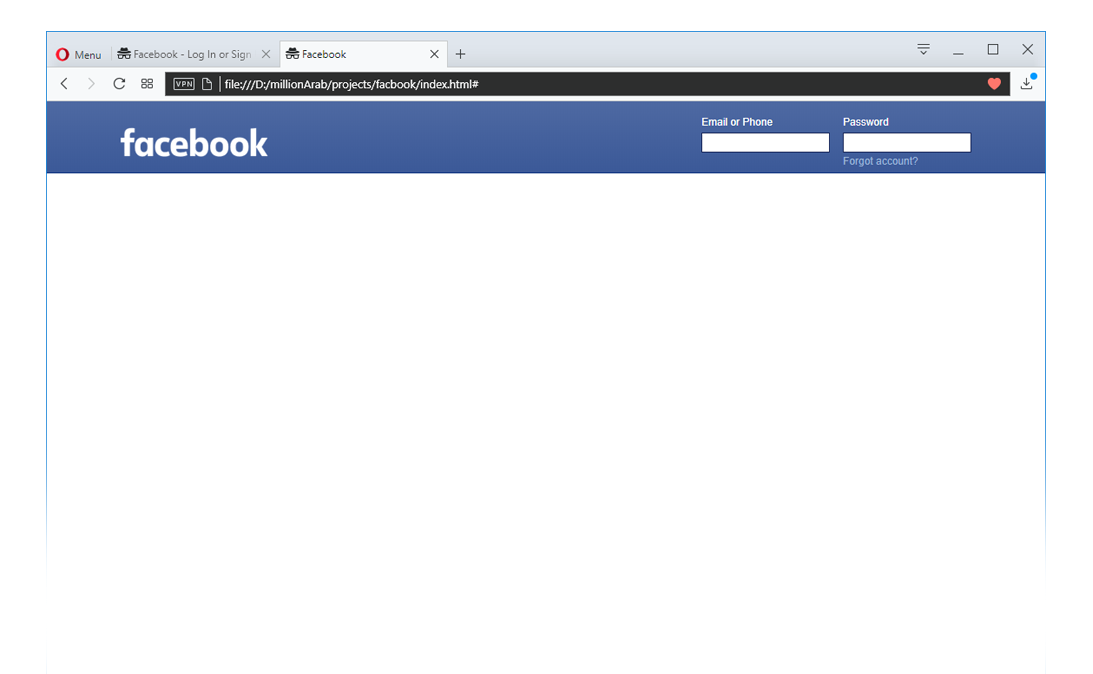 Menu
Facebook - Log In or Sign
Facebook
VPN
file:///D:/millionArab/projects/facbook/index.html#
facebook
Email or Phone
Password
Forgot account?